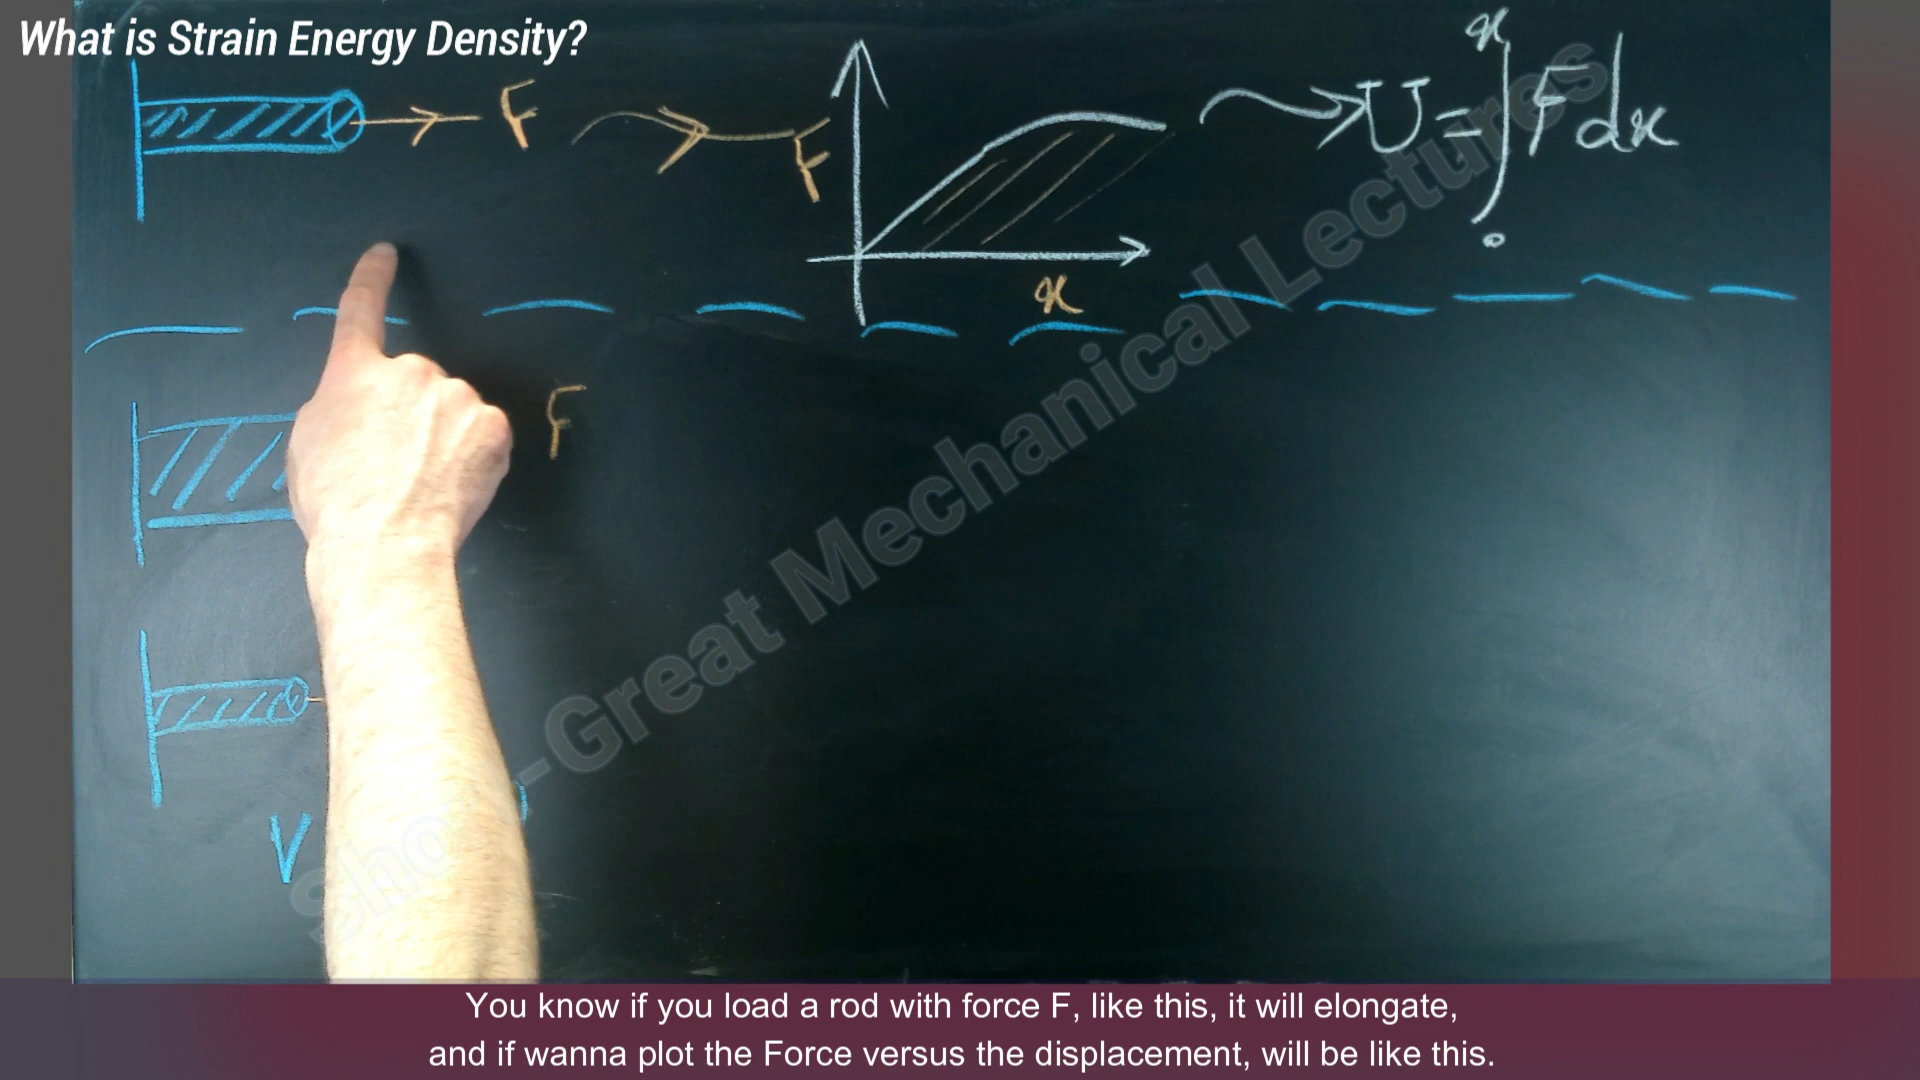 What is Strain Energy Density?
F
F
x
x
U = ∫ F dx
0
F
V
Great Mechanical Lectures
You know if you load a rod with force F, like this, it will elongate,
and if wanna plot the Force versus the displacement, will be like this.